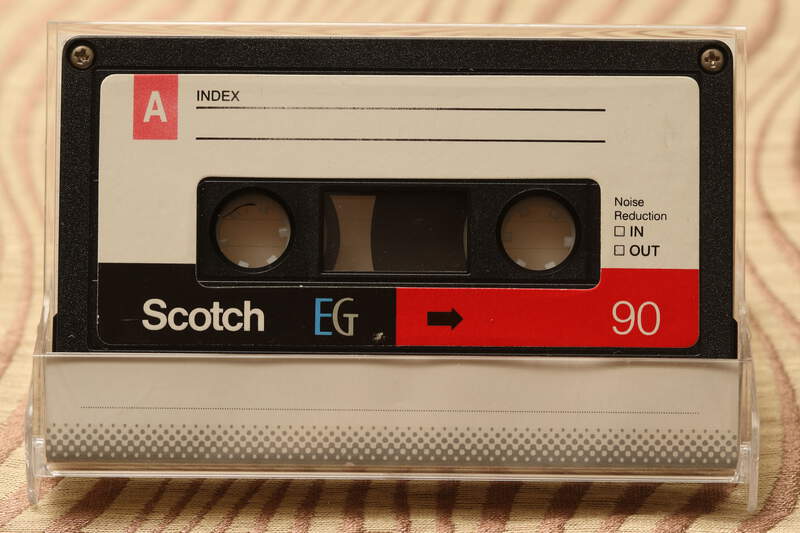 A
INDEX
Noise
Reduction
☐ IN
☐ OUT
Scotch EG 90